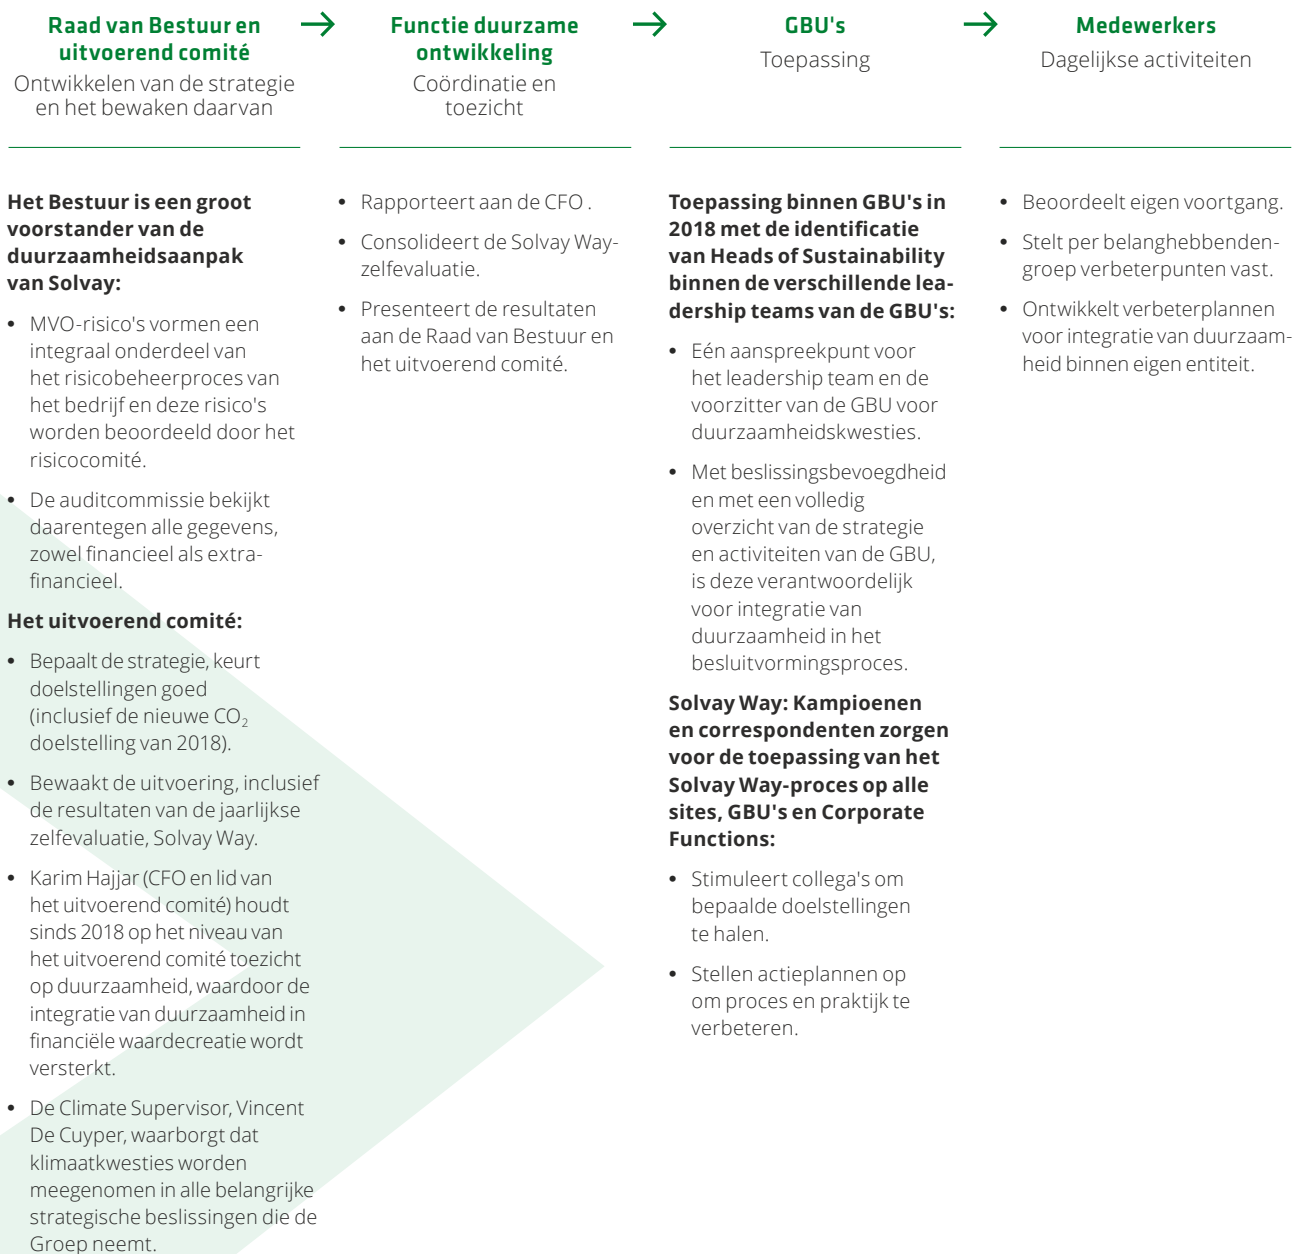 Raad van Bestuur en
uitvoerend comité
Ontwikkelen van de strategie
en het bewaken daarvan
→
Functie duurzame
ontwikkeling
Coördinatie en
toezicht
→
GBU's
Toepassing
→
Medewerkers
Dagelijkse activiteiten
Het Bestuur is een groot
voorstander van de
duurzaamheidsaanpak
van Solvay:
• MVO-risico's vormen een
integraal onderdeel van
het risicobeheerproces van
het bedrijf en deze risico's
worden beoordeeld door het
risicocomité.
• De auditcommissie bekijkt
daarentegen alle gegevens,
zowel financieel als extra-
financieel.
Het uitvoerend comité:
• Bepaalt de strategie, keurt
doelstellingen goed
(inclusief de nieuwe CO₂
doelstelling van 2018).
• Bewaakt de uitvoering, inclusief
de resultaten van de jaarlijkse
zelfevaluatie, Solvay Way.
• Karim Hajjar (CFO en lid van
het uitvoerend comité) houdt
sinds 2018 op het niveau van
het uitvoerend comité toezicht
op duurzaamheid, waardoor de
integratie van duurzaamheid in
financiële waardecreatie wordt
versterkt.
• De Climate Supervisor, Vincent
De Cuyper, waarborgt dat
klimaatkwesties worden
meegenomen in alle belangrijke
strategische beslissingen die de
Groep neemt.
• Rapporteert aan de CFO .
• Consolideert de Solvay Way-
zelfevaluatie.
• Presenteert de resultaten
aan de Raad van Bestuur en
het uitvoerend comité.
Toepassing binnen GBU's in
2018 met de identificatie
van Heads of Sustainability
binnen de verschillende lea-
dership teams van de GBU's:
• Eén aanspreekpunt voor
het leadership team en de
voorzitter van de GBU voor
duurzaamheidskwesties.
• Met beslissingsbevoegdheid
en met een volledig
overzicht van de strategie
en activiteiten van de GBU,
is deze verantwoordelijk
voor integratie van
duurzaamheid in het
besluitvormingsproces.
Solvay Way: Kampioenen
en correspondenten zorgen
voor de toepassing van het
Solvay Way-proces op alle
sites, GBU's en Corporate
Functions:
• Stimuleert collega's om
bepaalde doelstellingen
te halen.
• Stellen actieplannen op
om proces en praktijk te
verbeteren.
• Beoordeelt eigen voortgang.
• Stelt per belanghebbenden-
groep verbeterpunten vast.
• Ontwikkelt verbeterplannen
voor integratie van duurzaam-
heid binnen eigen entiteit.